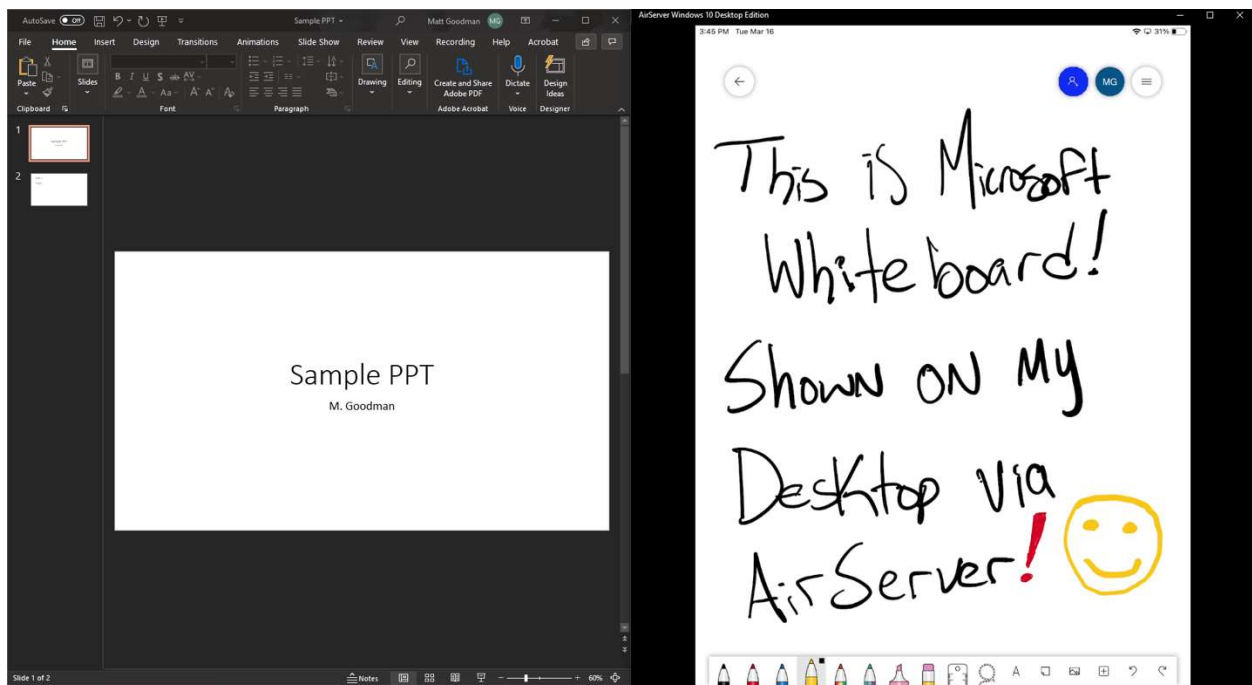 AutoSave Off Sample PPT Matt Goodman MG
File Home Insert Design Transitions Animations Slide Show Review View Recording Help Acrobat
Paste Slides B I U S ab AV Aa A A Drawing Editing Create and Share Adobe PDF Dictate Design Ideas
Clipboard Font Paragraph Adobe Acrobat Voice Designer
1
2
Sample PPT
M. Goodman
Slide 1 of 2 Notes 60%
AirServer Windows 10 Desktop Edition
3:45 PM Tue Mar 16 31%
MG
This is Microsoft
Whiteboard!
Shown on My
Desktop via
AirServer!
A